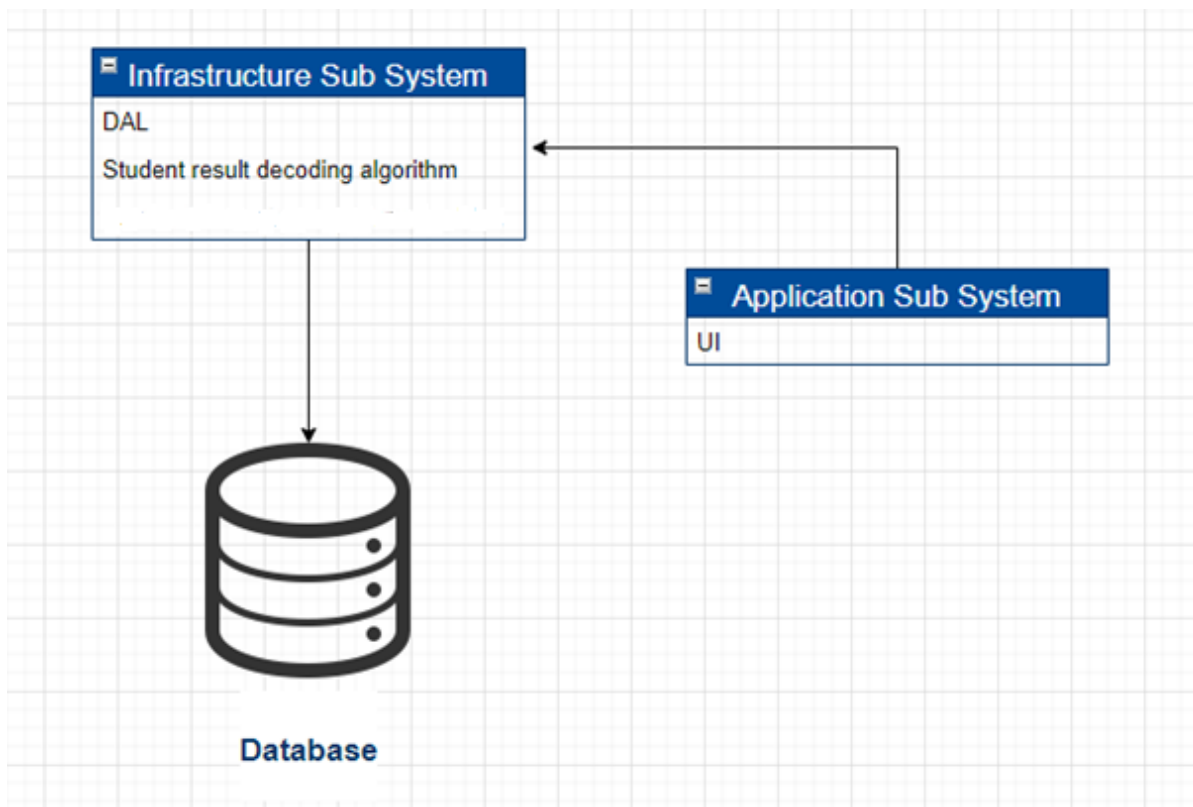 Infrastructure Sub System
DAL
Student result decoding algorithm
Application Sub System
UI
Database